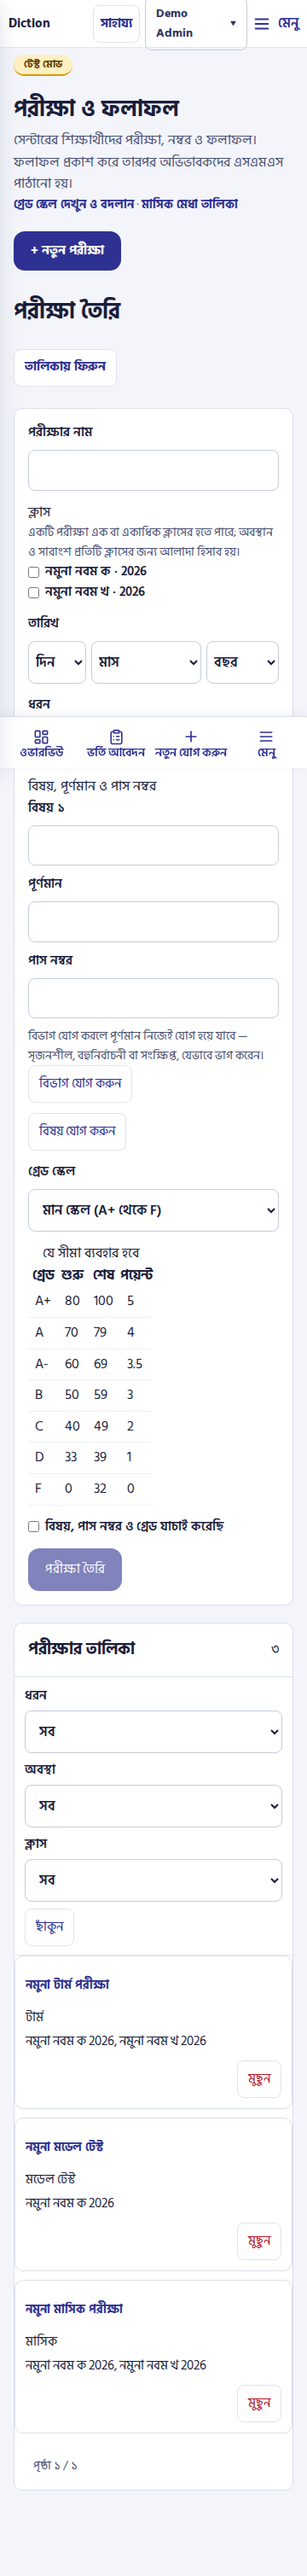 Diction
সাহায্য
Demo
Admin
মেনু
টেস্ট মোড
পরীক্ষা ও ফলাফল
সেন্টারের শিক্ষার্থীদের পরীক্ষা, নম্বর ও ফলাফল।
ফলাফল প্রকাশ করে তারপর অভিভাবকদের এসএমএস
পাঠানো হয়।
গ্রেড স্কেল দেখুন ও বদলান · মাসিক মেধা তালিকা
+ নতুন পরীক্ষা
পরীক্ষা তৈরি
তালিকায় ফিরুন
পরীক্ষার নাম
ক্লাস
একটি পরীক্ষা এক বা একাধিক ক্লাসের হতে পারে; অবস্থান
ও সারাংশ প্রতিটি ক্লাসের জন্য আলাদা হিসাব হয়।
নমুনা নবম ক · 2026
নমুনা নবম খ · 2026
তারিখ
দিন মাস বছর
ধরন
ওভারভিউ ভর্তি আবেদন নতুন যোগ করুন মেনু
বিষয়, পূর্ণমান ও পাস নম্বর
বিষয় ১
পূর্ণমান
পাস নম্বর
বিভাগ যোগ করলে পূর্ণমান নিজেই যোগ হয়ে যাবে —
সৃজনশীল, বহুনির্বাচনী বা সংক্ষিপ্ত, যেভাবে ভাগ করেন।
বিভাগ যোগ করুন
বিষয় যোগ করুন
গ্রেড স্কেল
মান স্কেল (A+ থেকে F)
যে সীমা ব্যবহার হবে
গ্রেড শুরু শেষ পয়েন্ট
A+ 80 100 5
A 70 79 4
A- 60 69 3.5
B 50 59 3
C 40 49 2
D 33 39 1
F 0 32 0
বিষয়, পাস নম্বর ও গ্রেড যাচাই করেছি
পরীক্ষা তৈরি
পরীক্ষার তালিকা ৩
ধরন
সব
অবস্থা
সব
ক্লাস
সব
ছাঁকুন
নমুনা টার্ম পরীক্ষা
টার্ম
নমুনা নবম ক 2026, নমুনা নবম খ 2026
মুছুন
নমুনা মডেল টেস্ট
মডেল টেস্ট
নমুনা নবম ক 2026
মুছুন
নমুনা মাসিক পরীক্ষা
মাসিক
নমুনা নবম ক 2026, নমুনা নবম খ 2026
মুছুন
পৃষ্ঠা ১ / ১